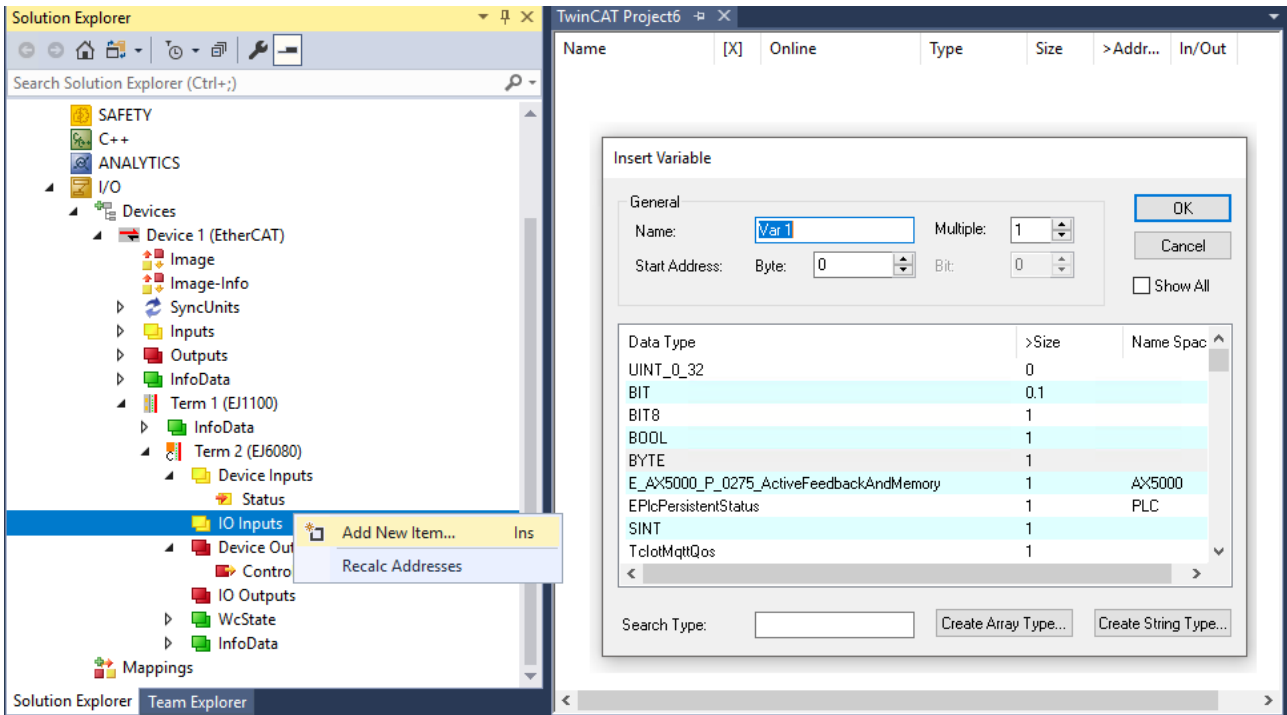 Solution Explorer
Search Solution Explorer (Ctrl+;)
SAFETY
C++
ANALYTICS
I/O
Devices
Device 1 (EtherCAT)
Image
Image-Info
SyncUnits
Inputs
Outputs
InfoData
Term 1 (EJ1100)
InfoData
Term 2 (EJ6080)
Device Inputs
Status
IO Inputs
Device Out
Contro
IO Outputs
WcState
InfoData
Mappings
Solution Explorer Team Explorer
Add New Item... Ins
Recalc Addresses
TwinCAT Project6
Name [X] Online Type Size >Addr... In/Out
Insert Variable
General
Name: Var 1 Multiple: 1
Start Address: Byte: 0 Bit: 0
OK
Cancel
Show All
Data Type >Size Name Spac
UINT_0_32 0
BIT 0.1
BIT8 1
BOOL 1
BYTE 1
E_AX5000_P_0275_ActiveFeedbackAndMemory 1 AX5000
EPlcPersistentStatus 1 PLC
SINT 1
TcIotMqttQos 1
Search Type: Create Array Type... Create String Type...